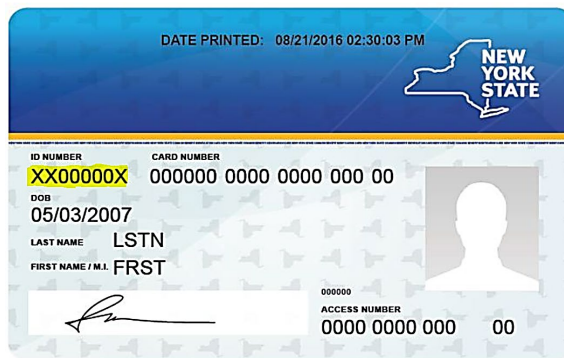 DATE PRINTED: 08/21/2016 02:30:03 PM
NEW
YORK
STATE
ID NUMBER CARD NUMBER
XX00000X 000000 0000 0000 000 00
DOB
05/03/2007
LAST NAME LSTN
FIRST NAME / M.I. FRST
000000
ACCESS NUMBER
0000 0000 000 00